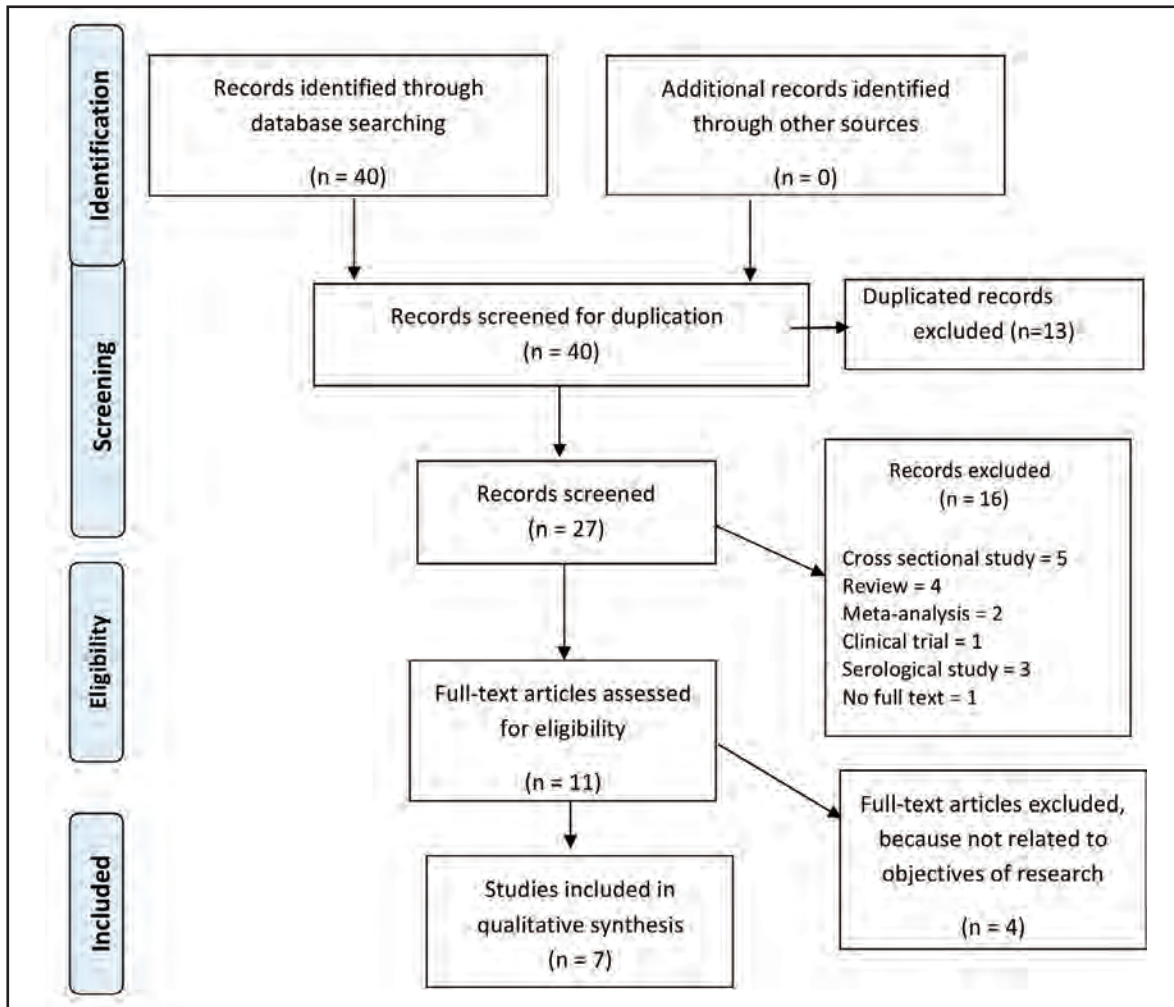 Identification
Records identified through
database searching
(n = 40)
Additional records identified
through other sources
(n = 0)
Screening
Records screened for duplication
(n = 40)
Duplicated records
excluded (n=13)
Records screened
(n = 27)
Records excluded
(n = 16)
Cross sectional study = 5
Review = 4
Meta-analysis = 2
Clinical trial = 1
Serological study = 3
No full text = 1
Eligibility
Full-text articles assessed
for eligibility
(n = 11)
Full-text articles excluded,
because not related to
objectives of research
(n = 4)
Included
Studies included in
qualitative synthesis
(n = 7)